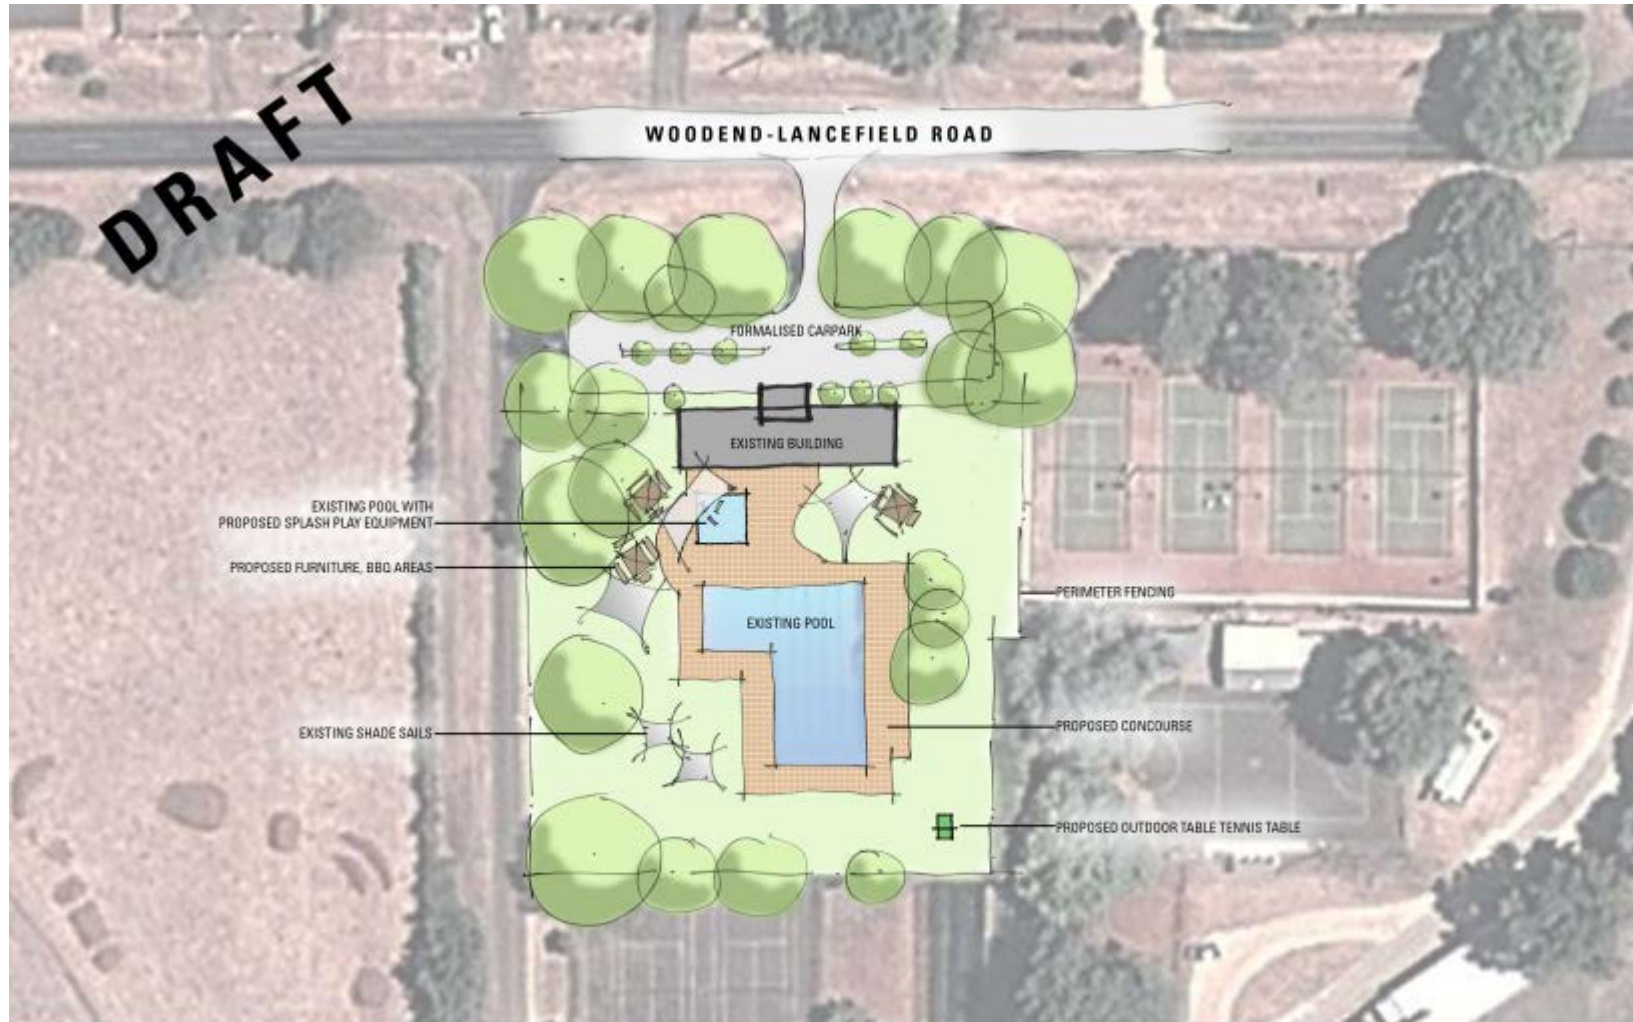 DRAFT
WOODEND-LANCEFIELD ROAD
FORMALISED CARPARK
EXISTING BUILDING
EXISTING POOL WITH
PROPOSED SPLASH PLAY EQUIPMENT
PROPOSED FURNITURE, BBQ AREAS
PERIMETER FENCING
EXISTING POOL
EXISTING SHADE SAILS
PROPOSED CONCOURSE
PROPOSED OUTDOOR TABLE TENNIS TABLE